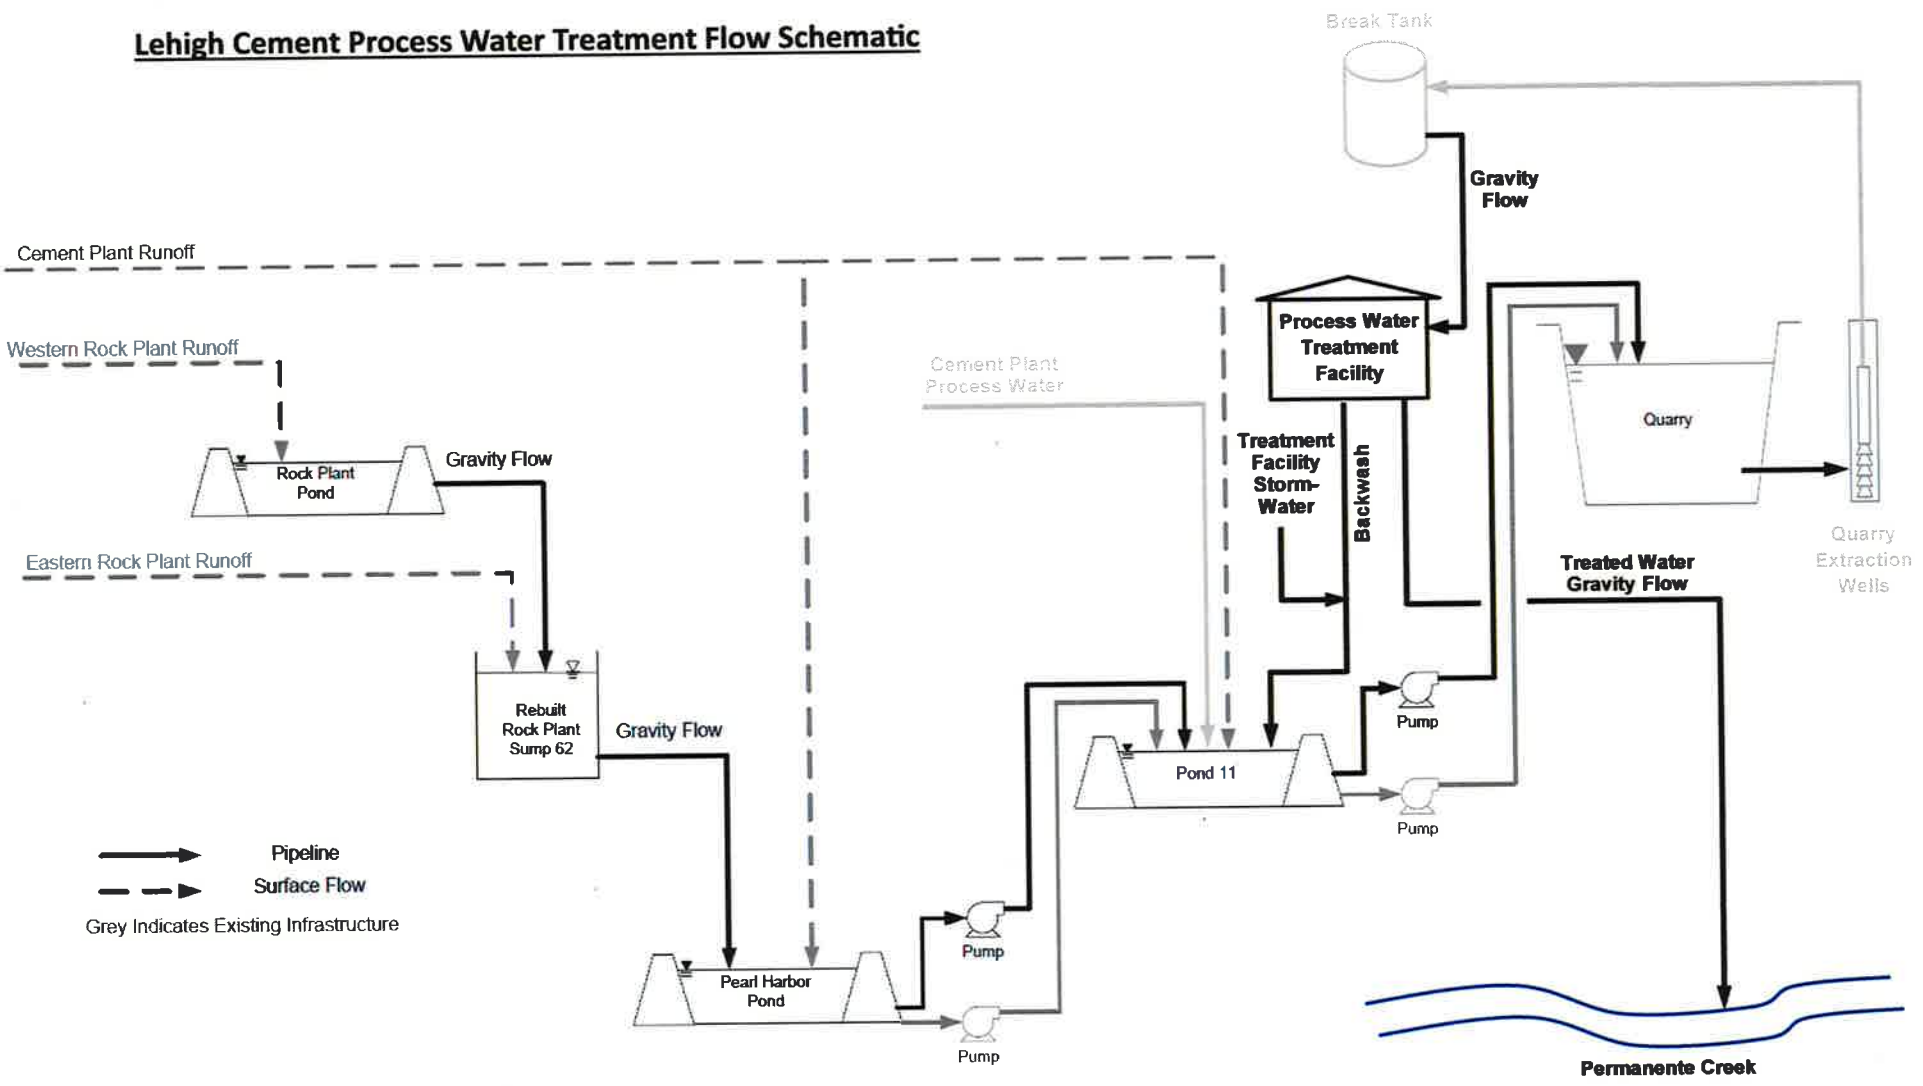 Lehigh Cement Process Water Treatment Flow Schematic
Break Tank
Gravity
Flow
Cement Plant Runoff
Western Rock Plant Runoff
Process Water
Treatment
Facility
Cement Plant
Process Water
Quarry
Treatment
Facility
Storm-
Water
Backwash
Gravity Flow
Rock Plant
Pond
Quarry
Extraction
Wells
Eastern Rock Plant Runoff
Treated Water
Gravity Flow
Rebuilt
Rock Plant
Sump 62
Gravity Flow
Pump
Pond 11
Pump
Pipeline
Surface Flow
Grey Indicates Existing Infrastructure
Pump
Pearl Harbor
Pond
Pump
Permanente Creek